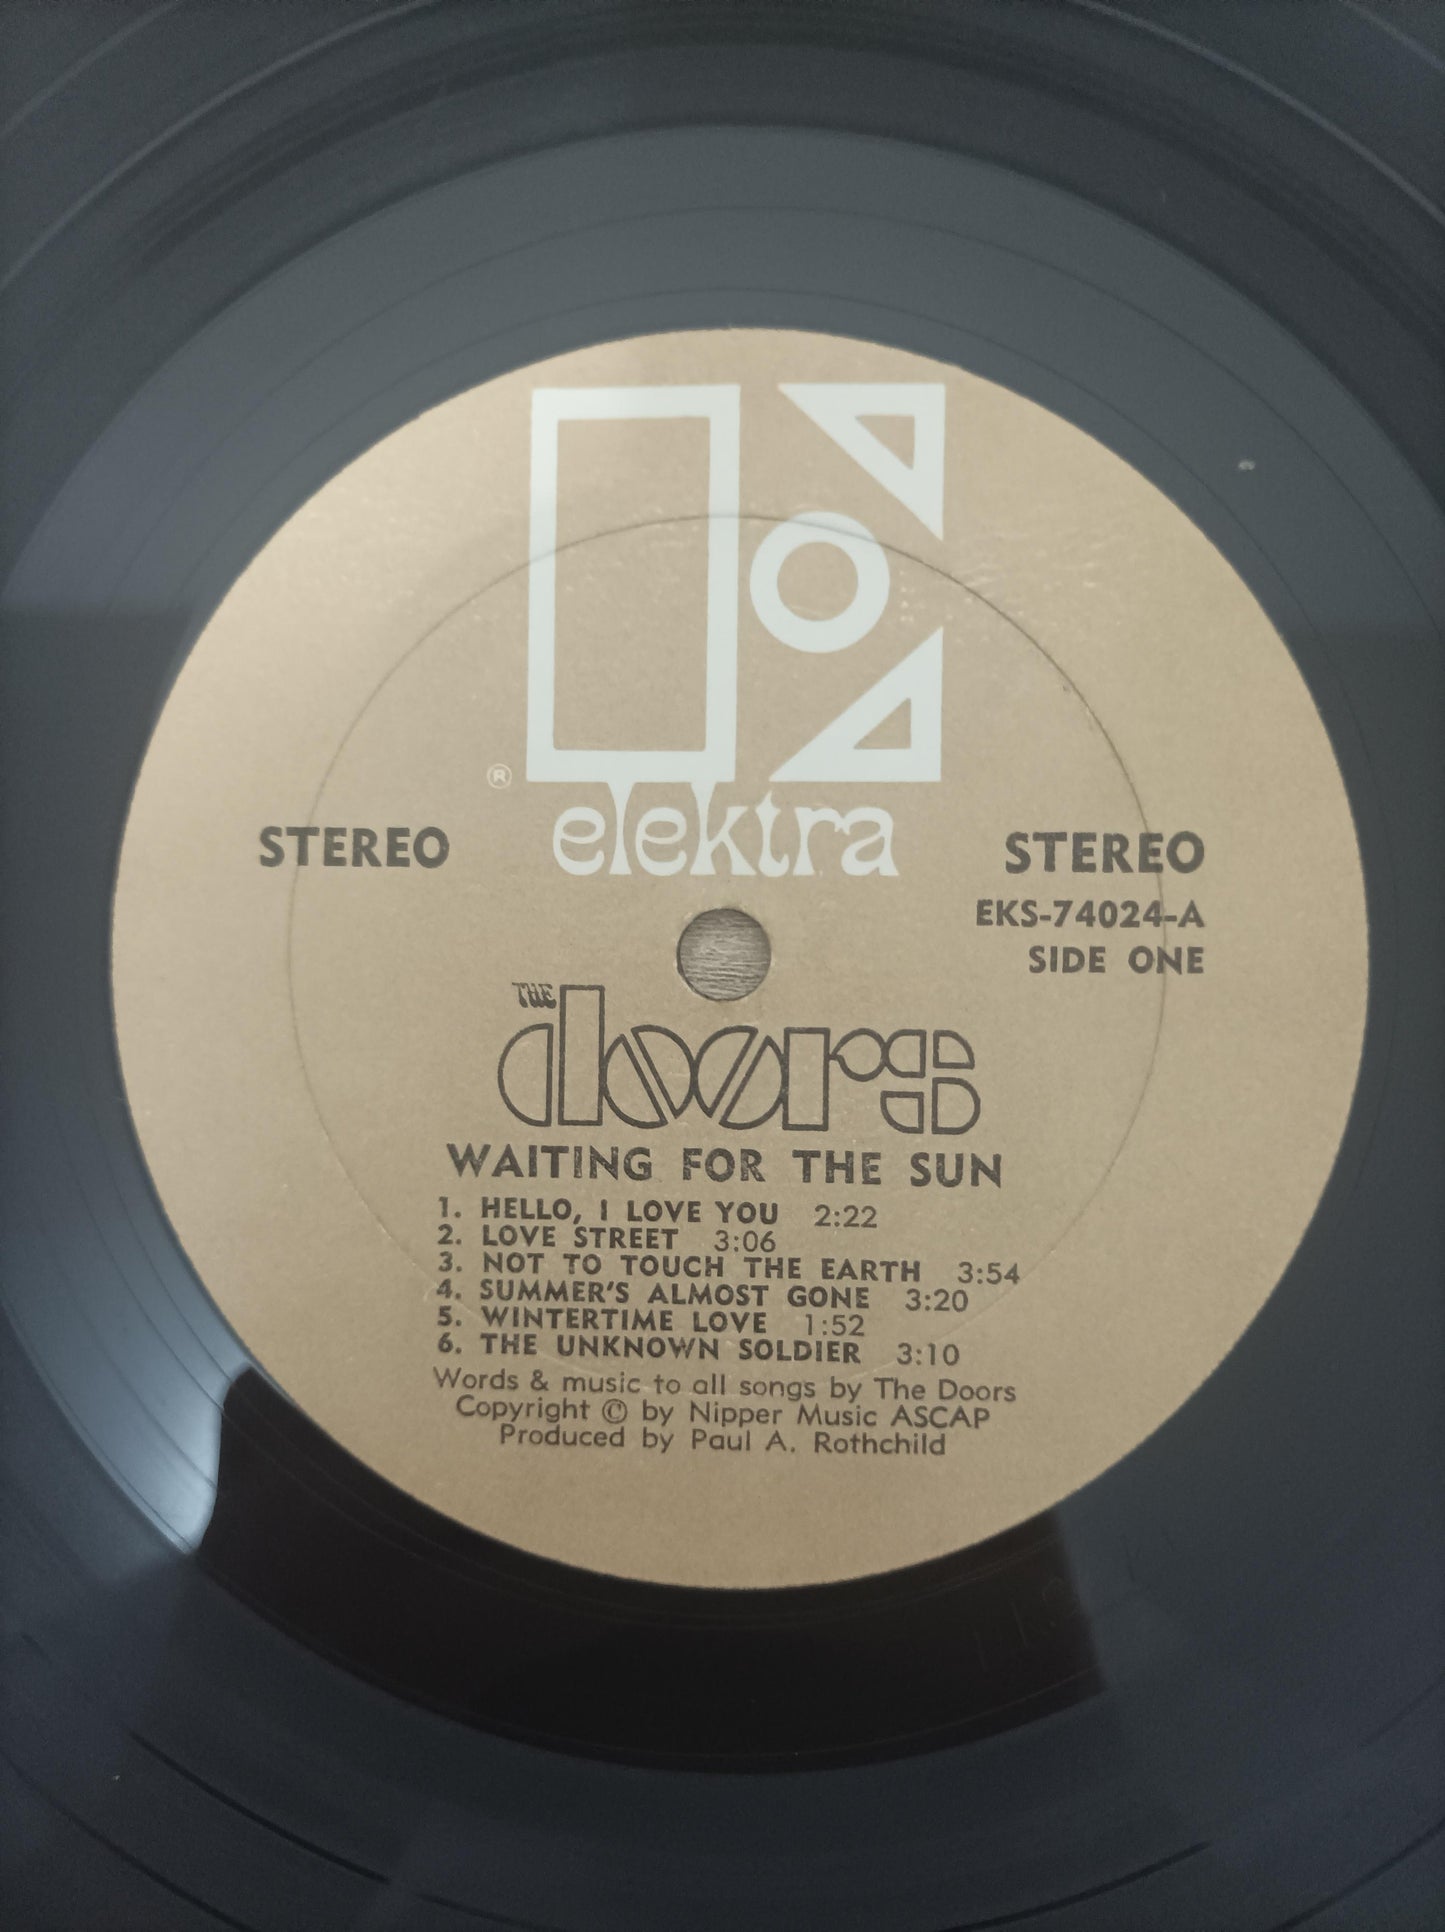 ®
elektra
STEREO
STEREO
EKS-74024-A
SIDE ONE
THE
doors
WAITING FOR THE SUN
1. HELLO, I LOVE YOU 2:22
2. LOVE STREET 3:06
3. NOT TO TOUCH THE EARTH 3:54
4. SUMMER'S ALMOST GONE 3:20
5. WINTERTIME LOVE 1:52
6. THE UNKNOWN SOLDIER 3:10
Words & music to all songs by The Doors
Copyright © by Nipper Music ASCAP
Produced by Paul A. Rothchild